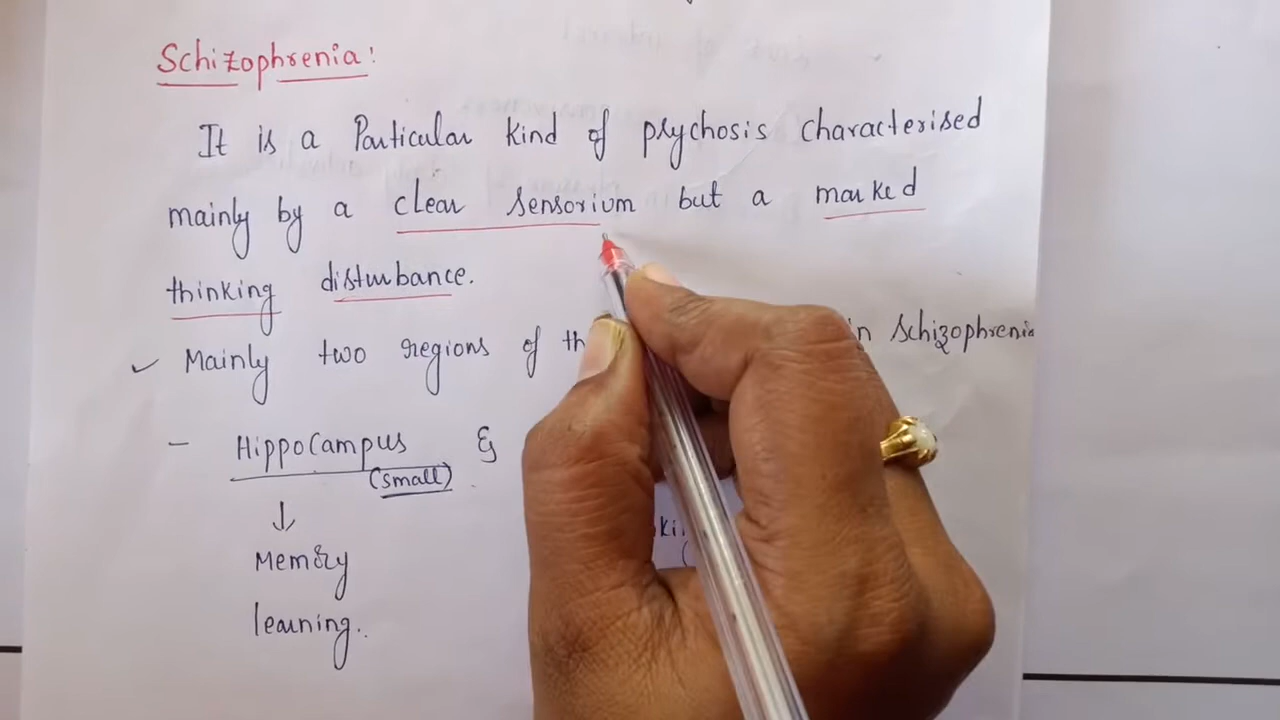 Schizophrenia:
It is a Particular kind of psychosis characterised
mainly by a clear sensorium but a marked
thinking disturbance.
✓ Mainly two regions of in schizophrenia
- Hippocampus &
(small)
↓
Memory
learning..